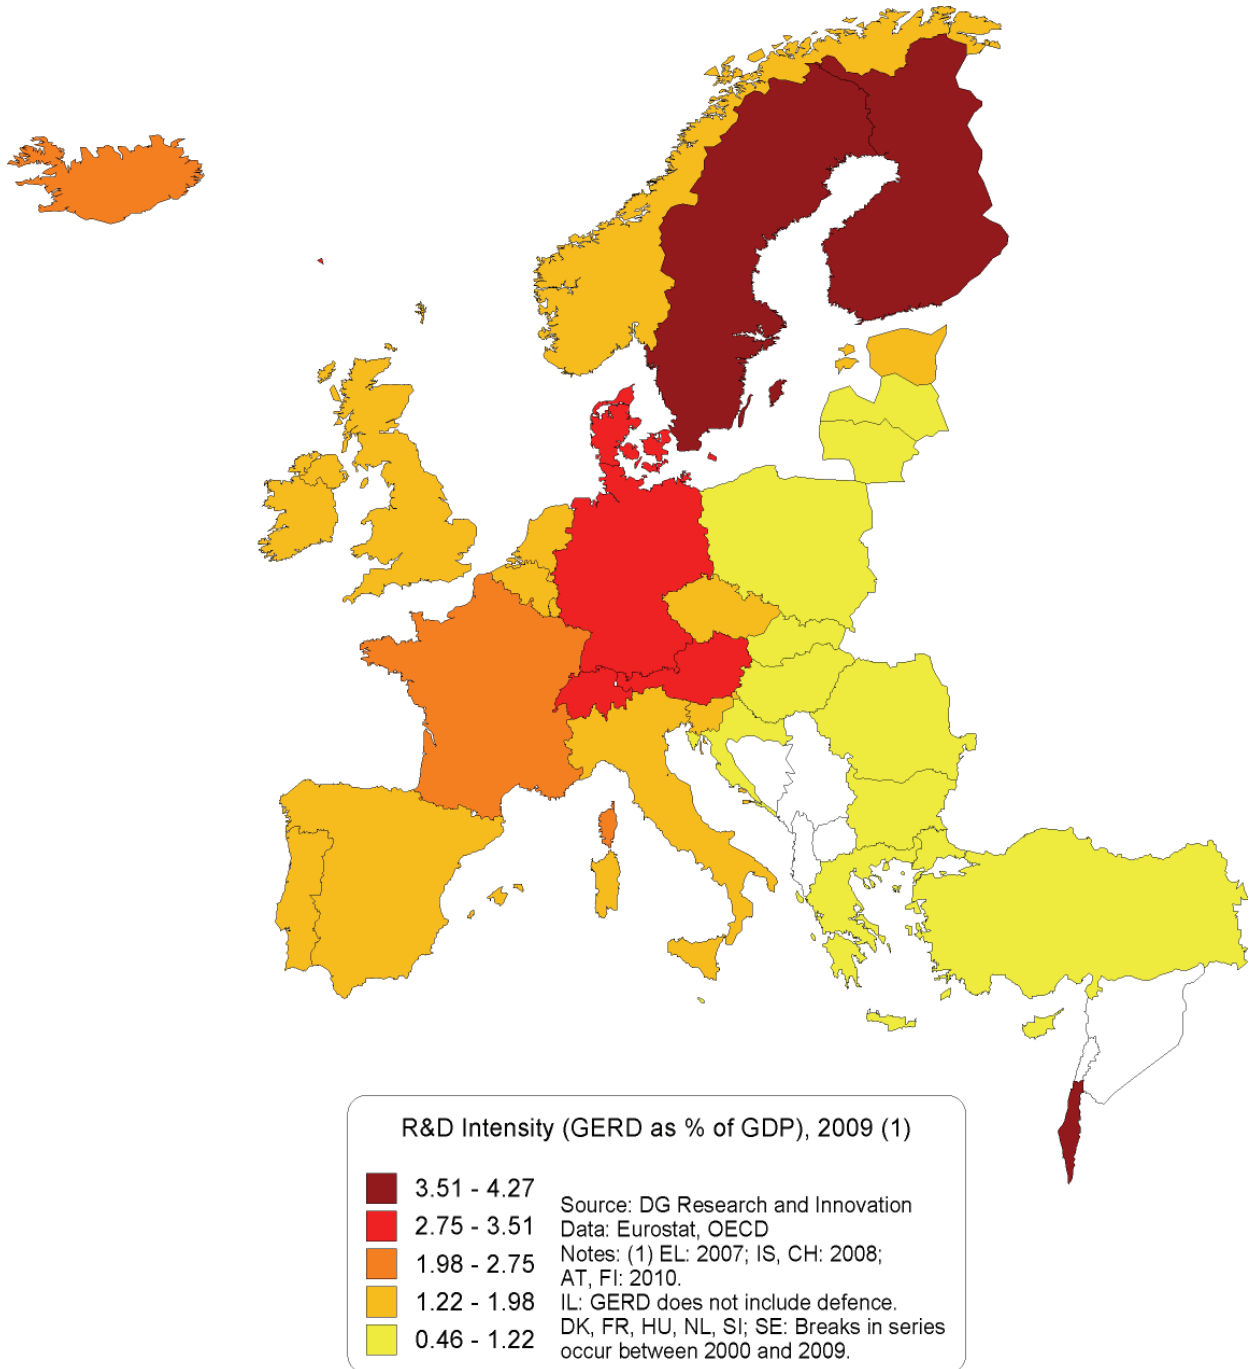 R&D Intensity (GERD as % of GDP), 2009 (1)
3.51 - 4.27
2.75 - 3.51
1.98 - 2.75
1.22 - 1.98
0.46 - 1.22
Source: DG Research and Innovation
Data: Eurostat, OECD
Notes: (1) EL: 2007; IS, CH: 2008;
AT, FI: 2010.
IL: GERD does not include defence.
DK, FR, HU, NL, SI; SE: Breaks in series
occur between 2000 and 2009.